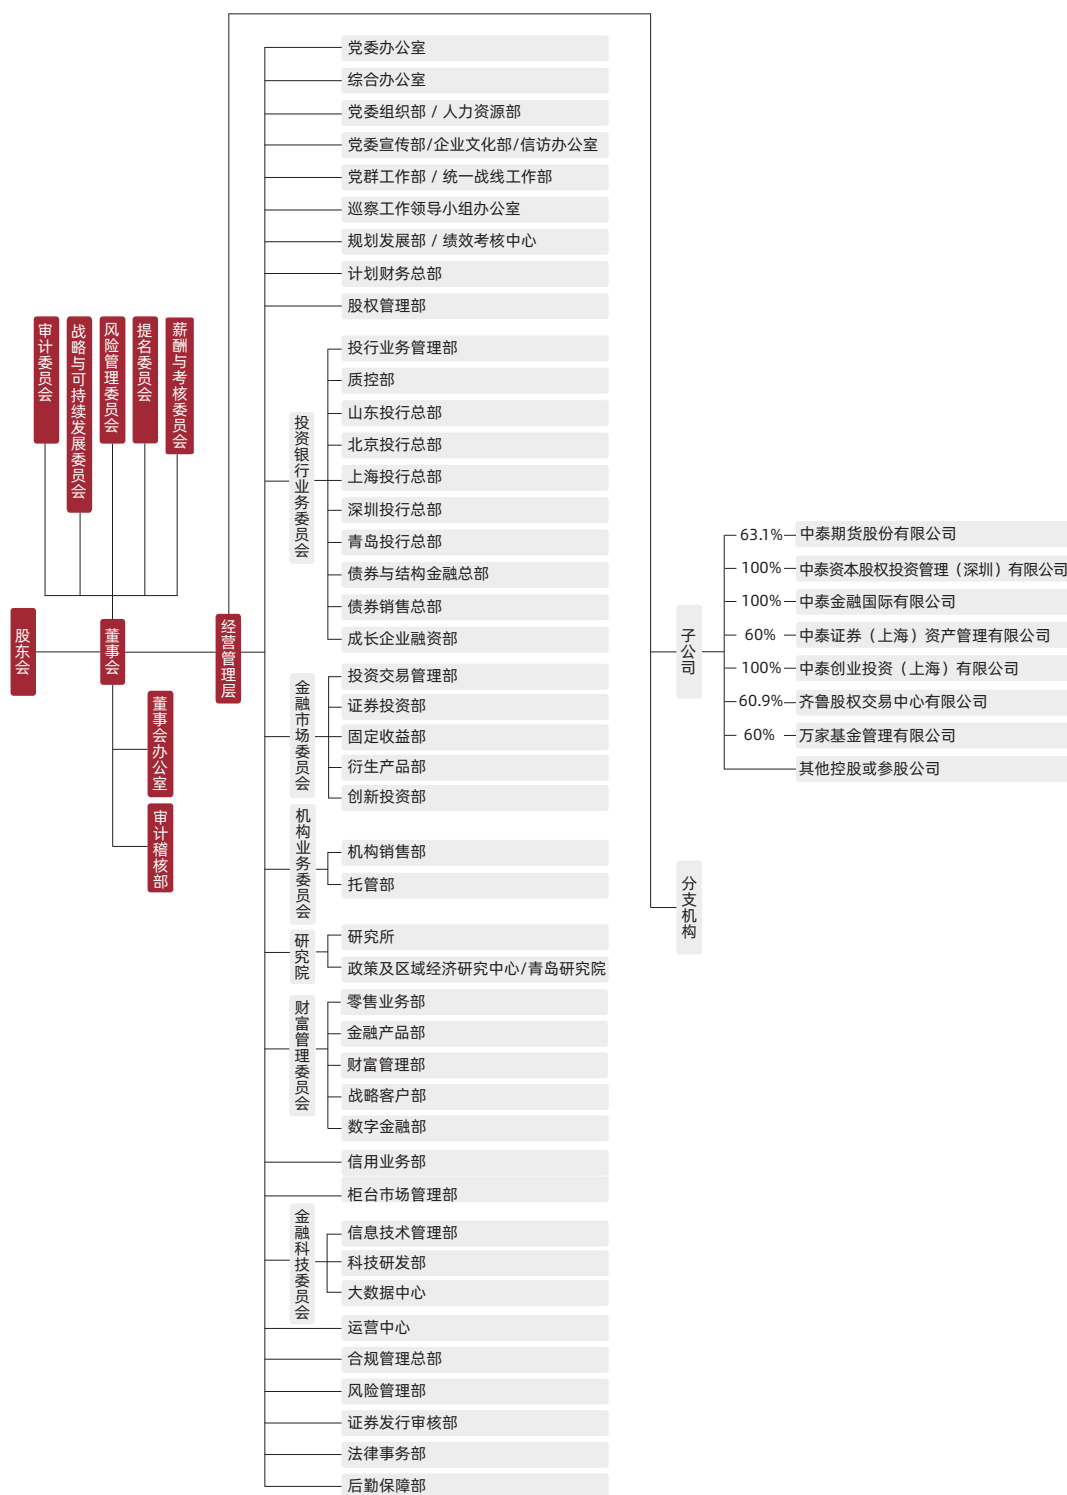 党委办公室
综合办公室
党委组织部 / 人力资源部
党委宣传部/企业文化部/信访办公室
党群工作部 / 统一战线工作部
巡察工作领导小组办公室
规划发展部 / 绩效考核中心
计划财务总部
股权管理部
审计委员会
战略与可持续发展委员会
风险管理委员会
提名委员会
薪酬与考核委员会
股东会
董事会
董事会办公室
审计稽核部
经营管理层
投资银行业务委员会
投行业务管理部
质控部
山东投行总部
北京投行总部
上海投行总部
深圳投行总部
青岛投行总部
债券与结构金融总部
债券销售总部
成长企业融资部
金融市场委员会
投资交易管理部
证券投资部
固定收益部
衍生产品部
创新投资部
机构业务委员会
机构销售部
托管部
研究院
研究所
政策及区域经济研究中心/青岛研究院
财富管理委员会
零售业务部
金融产品部
财富管理部
战略客户部
数字金融部
信用业务部
柜台市场管理部
金融科技委员会
信息技术管理部
科技研发部
大数据中心
运营中心
合规管理总部
风险管理部
证券发行审核部
法律事务部
后勤保障部
子公司
63.1% 中泰期货股份有限公司
100% 中泰资本股权投资管理（深圳）有限公司
100% 中泰金融国际有限公司
60% 中泰证券（上海）资产管理有限公司
100% 中泰创业投资（上海）有限公司
60.9% 齐鲁股权交易中心有限公司
60% 万家基金管理有限公司
其他控股或参股公司
分支机构